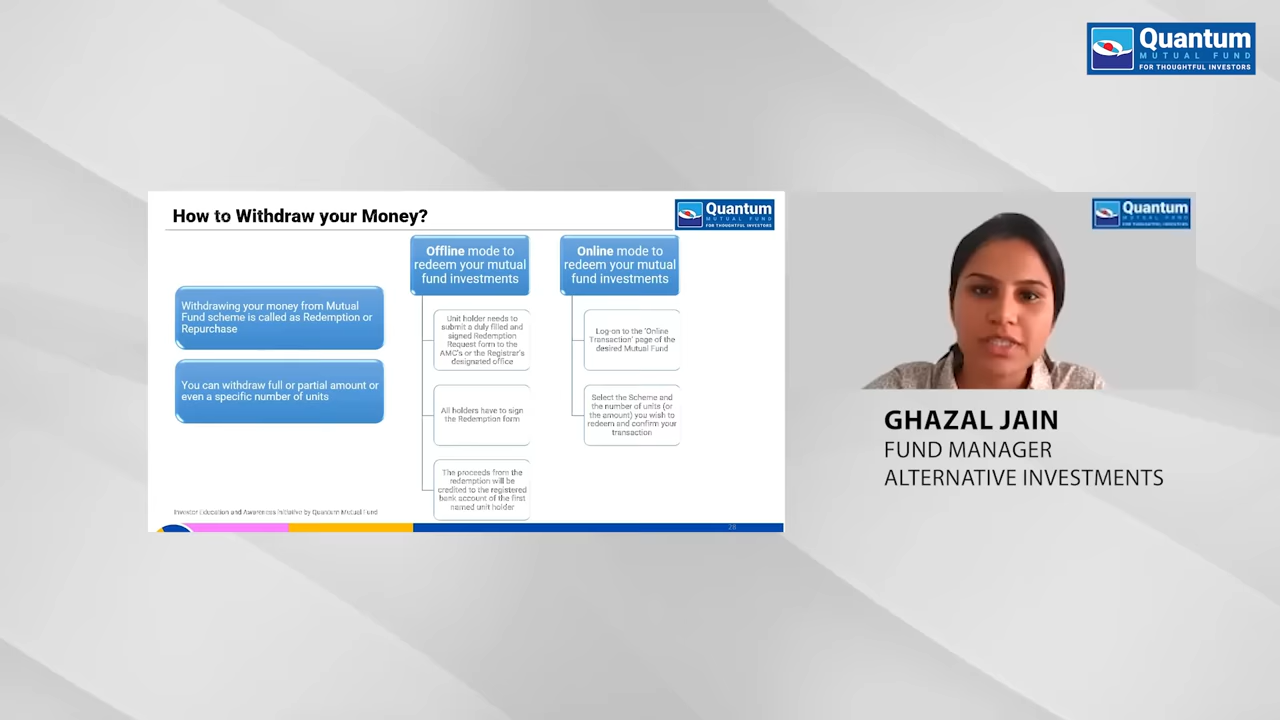 Quantum
MUTUAL FUND
FOR THOUGHTFUL INVESTORS
How to Withdraw your Money?
Quantum
MUTUAL FUND
FOR THOUGHTFUL INVESTORS
Withdrawing your money from Mutual
Fund scheme is called as Redemption or
Repurchase
You can withdraw full or partial amount or
even a specific number of units
Offline mode to
redeem your mutual
fund investments
Unit holder needs to
submit a duly filled and
signed Redemption
Request form to the
AMC's or the Registrar's
designated office
All holders have to sign
the Redemption form
The proceeds from the
redemption will be
credited to the registered
bank account of the first
named unit holder
Online mode to
redeem your mutual
fund investments
Log-on to the 'Online
Transaction' page of the
desired Mutual Fund
Select the Scheme and
the number of units (or
the amount) you wish to
redeem and confirm your
transaction
Investor Education and Awareness Initiative by Quantum Mutual Fund
28
Quantum
MUTUAL FUND
FOR THOUGHTFUL INVESTORS
GHAZAL JAIN
FUND MANAGER
ALTERNATIVE INVESTMENTS